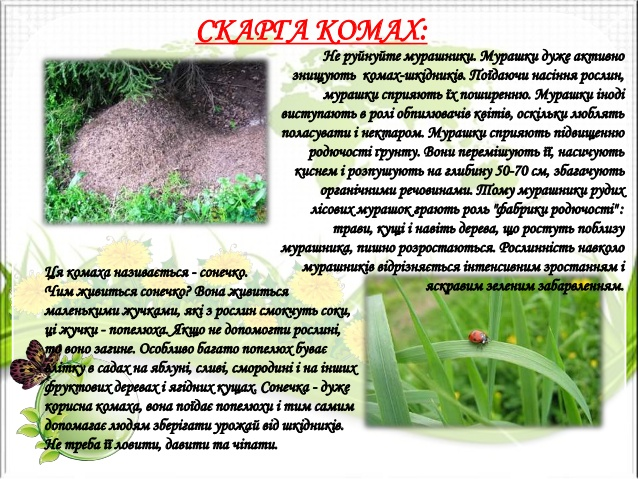 СКАРГА КОМАХ:
Не руйнуйте мурашники. Мурашки дуже активно
знищують комах-шкідників. Поїдаючи насіння рослин,
мурашки сприяють їх поширенню. Мурашки іноді
виступають в ролі обпилювачів квітів, оскільки люблять
поласувати і нектаром. Мурашки сприяють підвищенню
родючості ґрунту. Вони перемішують її, насичують
киснем і розпушують на глибину 50-70 см, збагачують
органічними речовинами. Тому мурашники рудих
лісових мурашок грають роль "фабрики родючості" :
трави, кущі і навіть дерева, що ростуть поблизу
мурашника, пишно розростаються. Рослинність навколо
мурашників відрізняється інтенсивним зростанням і
яскравим зеленим забарвленням.
Ця комаха називається - сонечко.
Чим живиться сонечко? Вона живиться
маленькими жучками, які з рослин смокчуть соки,
ці жучки - попелюха. Якщо не допомогти рослині,
то воно загине. Особливо багато попелюх буває
влітку в садах на яблуні, сливі, смородині і на інших
фруктових деревах і ягідних кущах. Сонечка - дуже
корисна комаха, вона поїдає попелюхи і тим самим
допомагає людям зберігати урожай від шкідників.
Не треба її ловити, давити та чіпати.